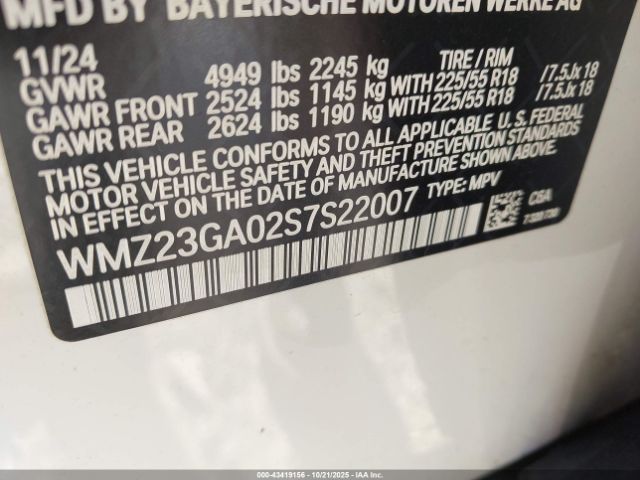 MFD BY BAYERISCHE MOTOREN WERKE AG
11/24 TIRE / RIM
GVWR 4949 lbs 2245 kg
GAWR FRONT 2524 lbs 1145 kg WITH 225/55 R18 /7.5Jx18
GAWR REAR 2624 lbs 1190 kg WITH 225/55 R18 /7.5Jx18
THIS VEHICLE CONFORMS TO ALL APPLICABLE U.S. FEDERAL
MOTOR VEHICLE SAFETY AND THEFT PREVENTION STANDARDS
IN EFFECT ON THE DATE OF MANUFACTURE SHOWN ABOVE.
WMZ23GA02S7S22007 TYPE: MPV
C6A
000-43419156 - 10/21/2025 - IAAI.COM